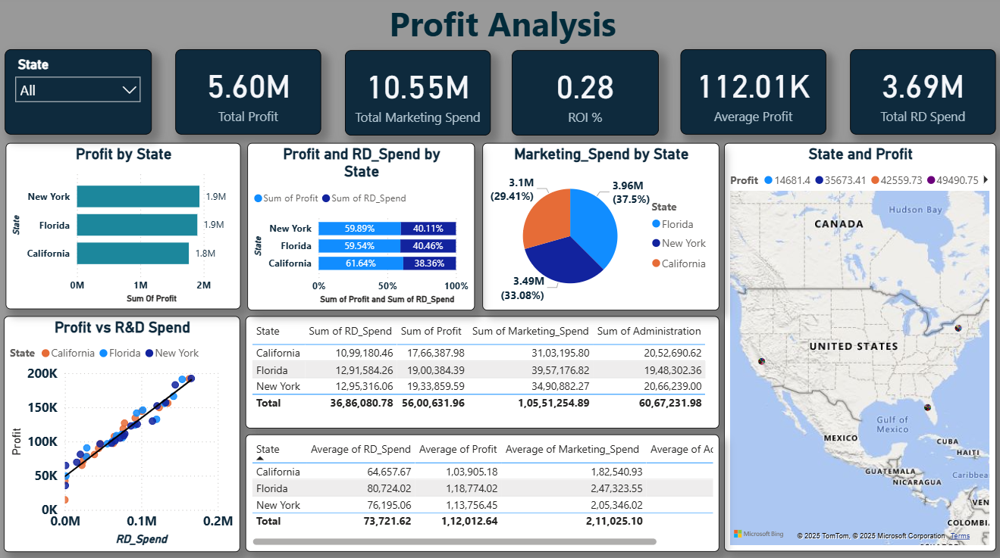 Profit Analysis
State
All
5.60M
Total Profit
10.55M
Total Marketing Spend
0.28
ROI %
112.01K
Average Profit
3.69M
Total RD Spend
Profit by State
State
New York 1.9M
Florida 1.9M
California 1.8M
0M 1M 2M
Sum Of Profit
Profit and RD_Spend by
State
Sum of Profit Sum of RD_Spend
State
New York 59.89% 40.11%
Florida 59.54% 40.46%
California 61.64% 38.36%
0% 50% 100%
Sum of Profit and Sum of RD_Spend
Marketing_Spend by State
3.1M
(29.41%)
3.96M
(37.5%)
3.49M
(33.08%)
State
Florida
New York
California
State and Profit
Profit 14681.4 35673.41 42559.73 49490.75
Hudson Bay
CANADA
UNITED STATES
Gulf of
Mexico
MEXICO
CUBA
HAITI
GUATEMALA
Caribbea
NICARAGUA
VEN
COLOMBI
Microsoft Bing
© 2025 TomTom, © 2025 Microsoft Corporation Terms
Profit vs R&D Spend
State California Florida New York
Profit
200K
150K
100K
50K
0K
0.0M 0.1M 0.2M
RD_Spend
State Sum of RD_Spend Sum of Profit Sum of Marketing_Spend Sum of Administration
California 10,99,180.46 17,66,387.98 31,03,195.80 20,52,690.62
Florida 12,91,584.26 19,00,384.39 39,57,176.82 19,48,302.36
New York 12,95,316.06 19,33,859.59 34,90,882.27 20,66,239.00
Total 36,86,080.78 56,00,631.96 1,05,51,254.89 60,67,231.98
State Average of RD_Spend Average of Profit Average of Marketing_Spend Average of Ac
California 64,657.67 1,03,905.18 1,82,540.93
Florida 80,724.02 1,18,774.02 2,47,323.55
New York 76,195.06 1,13,756.45 2,05,346.02
Total 73,721.62 1,12,012.64 2,11,025.10